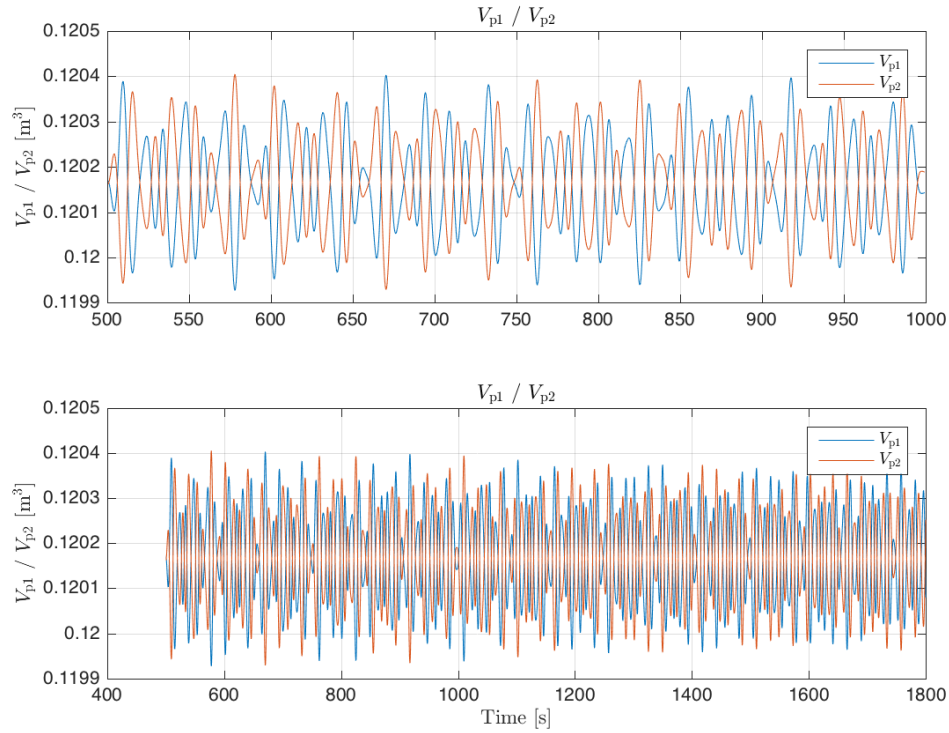 V_p1 / V_p2
0.1205
0.1204
0.1203
0.1202
0.1201
0.12
0.1199
V_p1 / V_p2 [m³]
500 550 600 650 700 750 800 850 900 950 1000
V_p1
V_p2
V_p1 / V_p2
0.1205
0.1204
0.1203
0.1202
0.1201
0.12
0.1199
V_p1 / V_p2 [m³]
400 600 800 1000 1200 1400 1600 1800
Time [s]
V_p1
V_p2